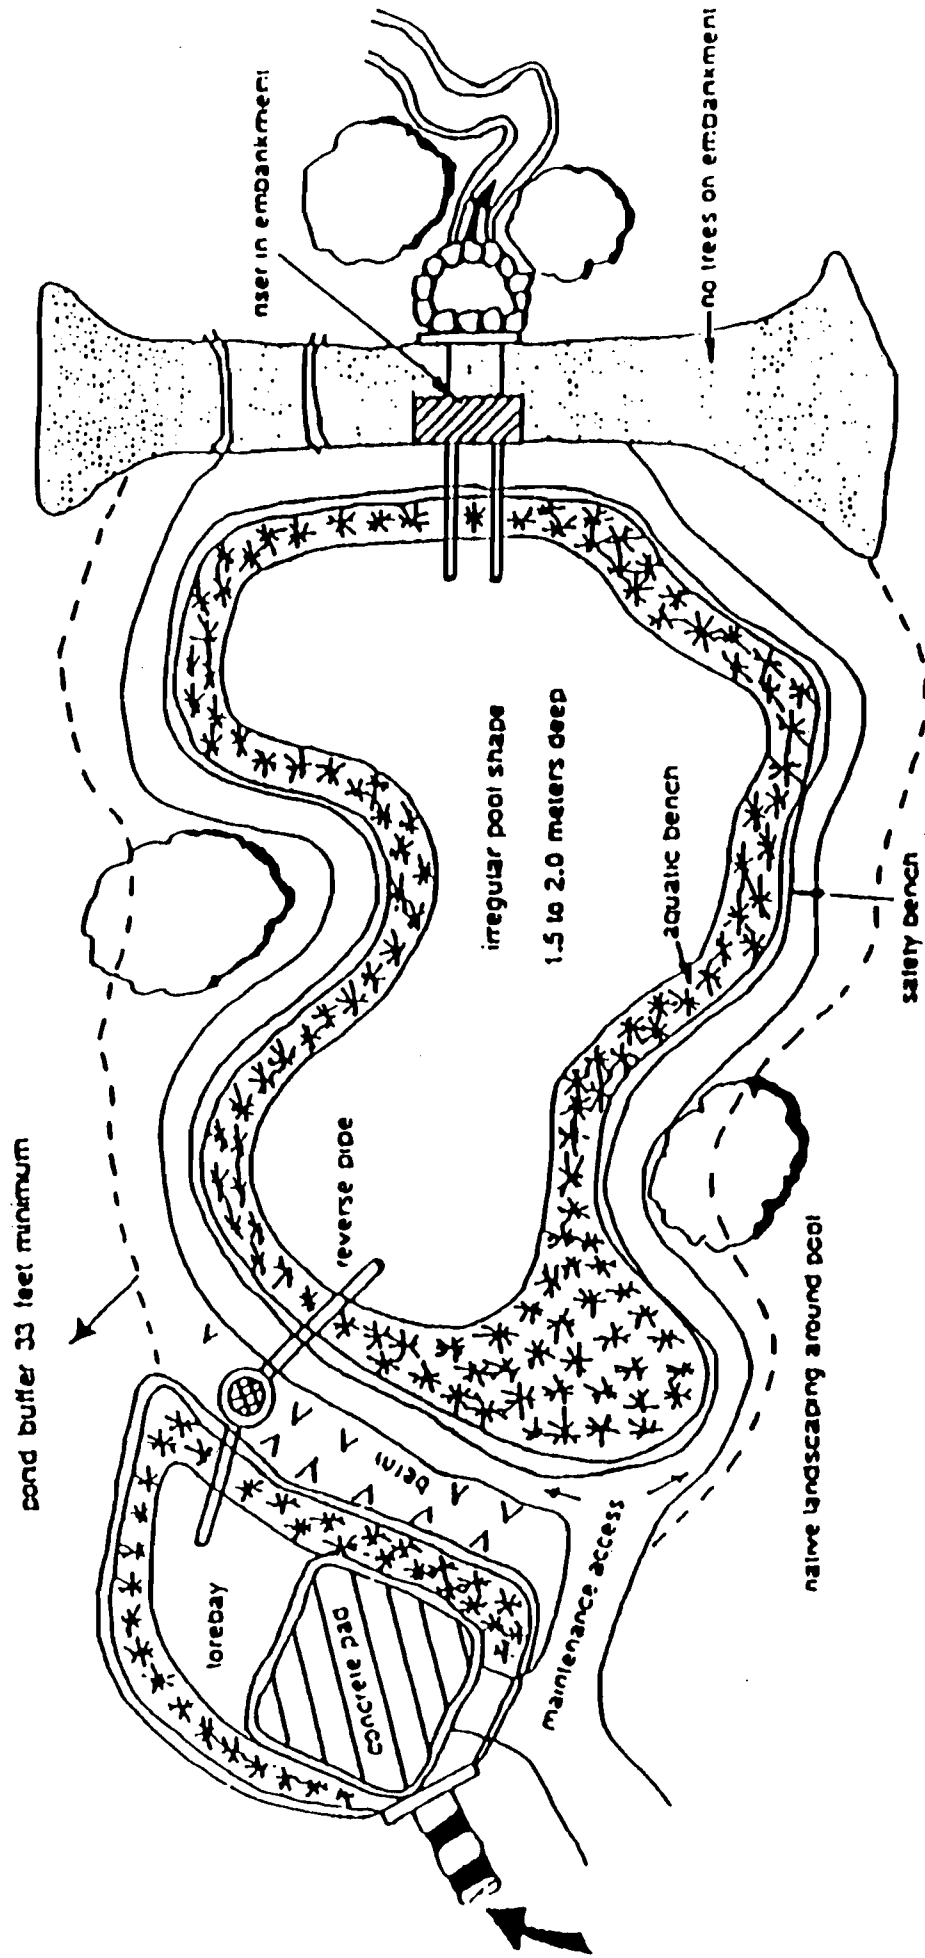 pond buffer 33 feet minimum
riser in embankment
no trees on embankment
irregular pool shape
1.5 to 2.0 meters deep
aquatic bench
safety bench
reverse pipe
forebay
berm
concrete pad
maintenance access
native landscaping around pool